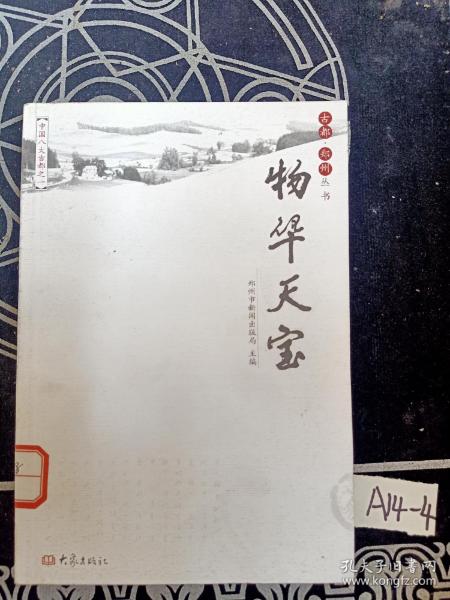 【中国八大古都之一】
古都·郑州丛书
物华天宝
郑州市新闻出版局 主编
大象出版社
A14-4
孔夫子旧书网
www.kongfz.com